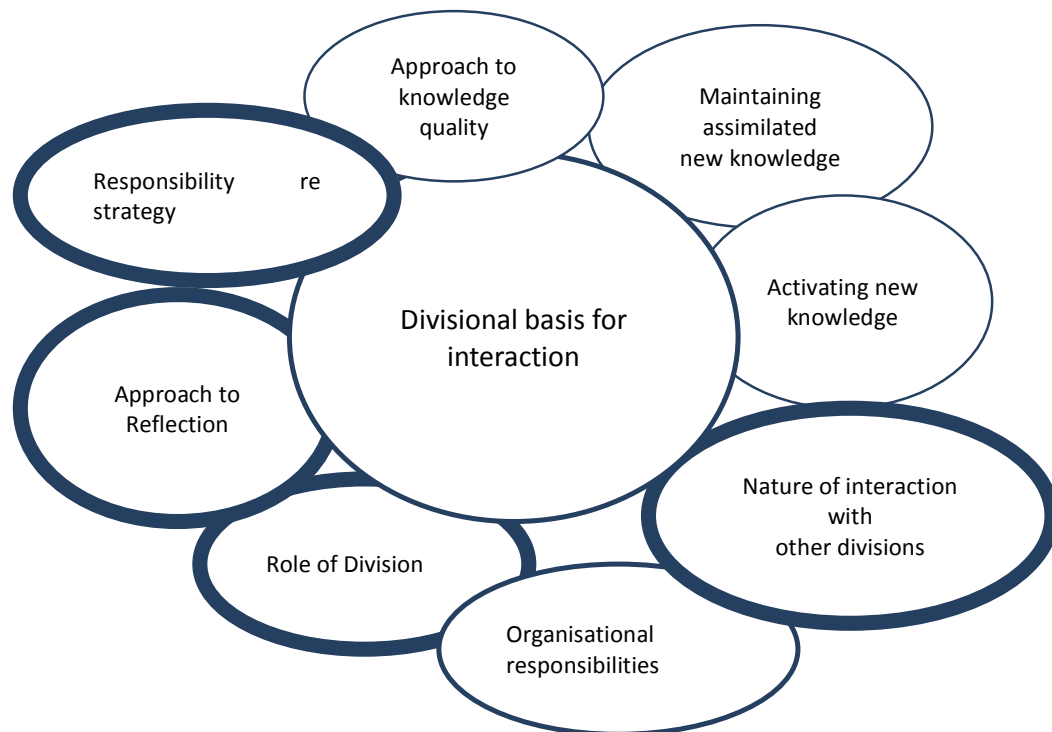 Approach to
knowledge
quality
Maintaining
assimilated
new knowledge
Responsibility re
strategy
Activating new
knowledge
Divisional basis for
interaction
Approach to
Reflection
Nature of interaction
with
other divisions
Role of Division
Organisational
responsibilities